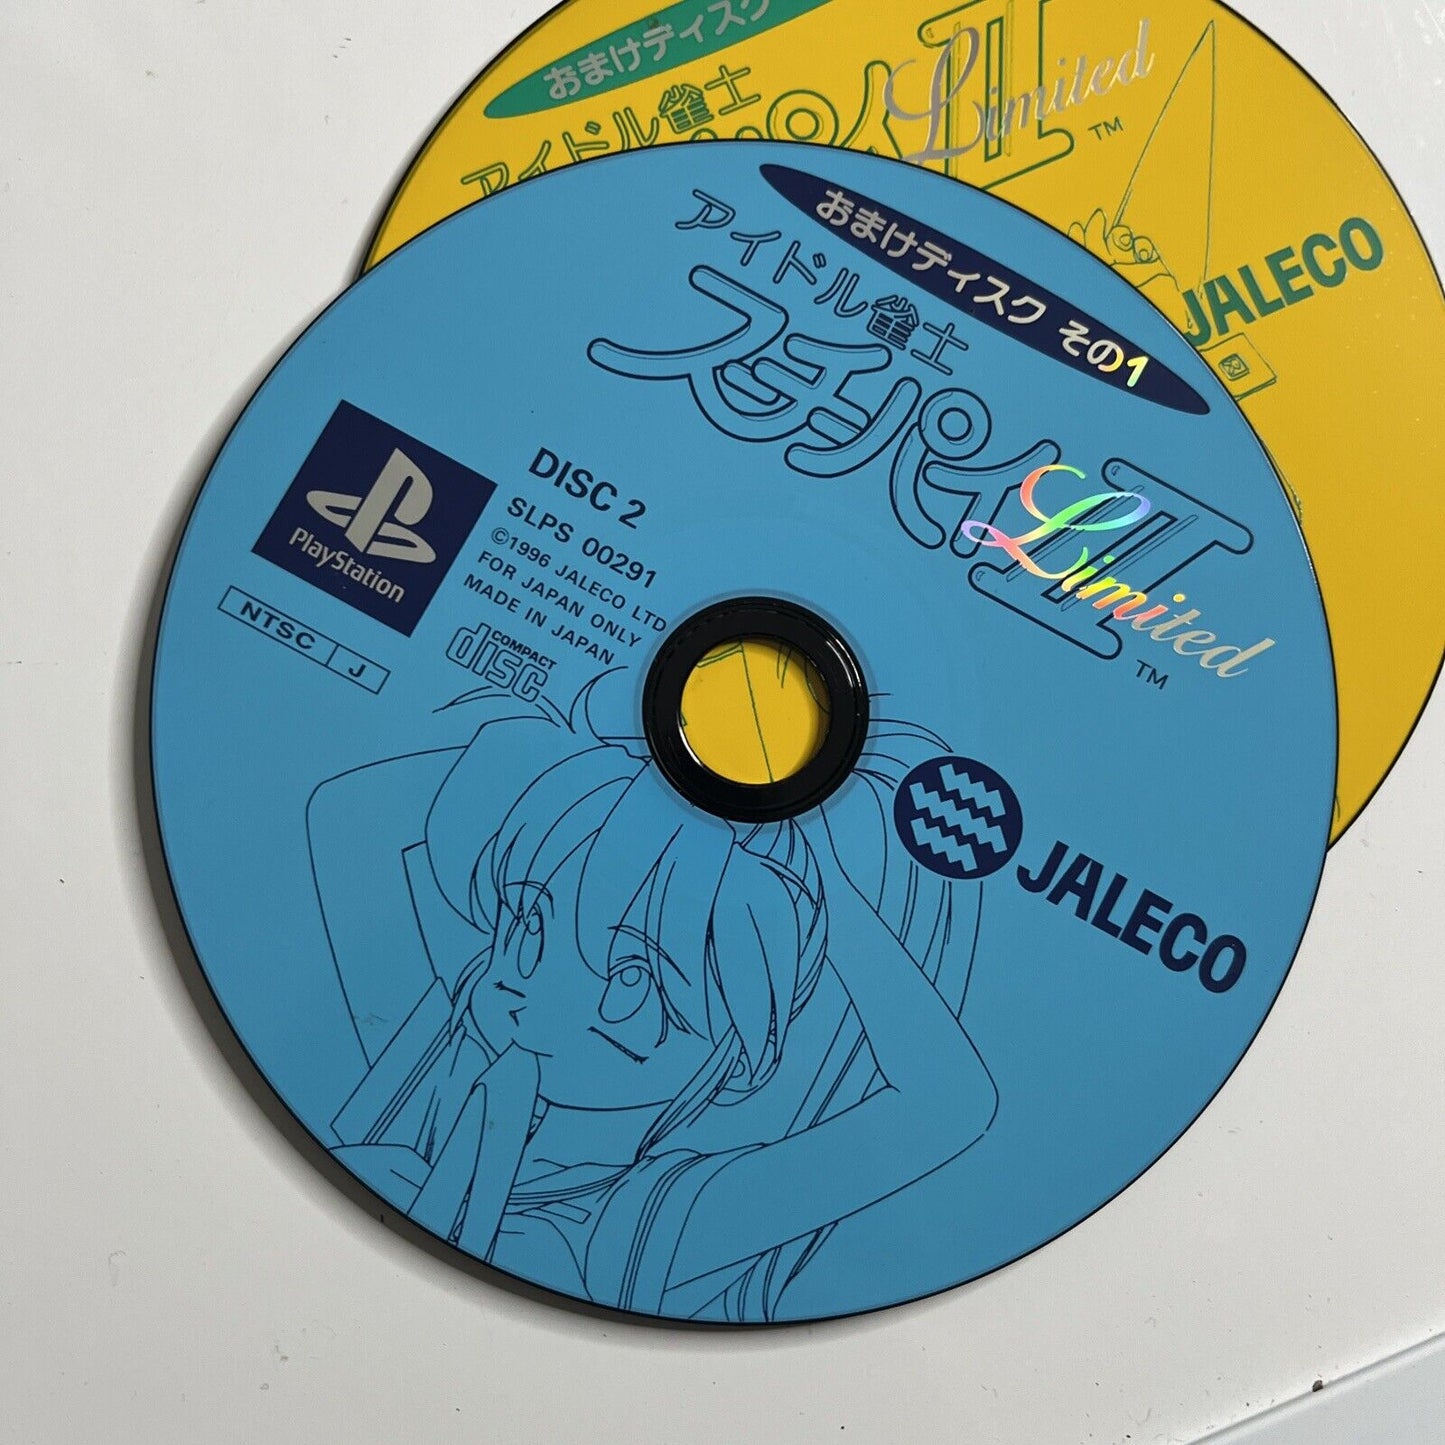 おまけディスク
アイドル雀士
Limited
TM
JALECO
おまけディスク その1
アイドル雀士
スーチーパイII
Limited
TM
DISC 2
SLPS 00291
©1996 JALECO LTD
FOR JAPAN ONLY
MADE IN JAPAN
PlayStation
NTSC J
COMPACT
disc
JALECO